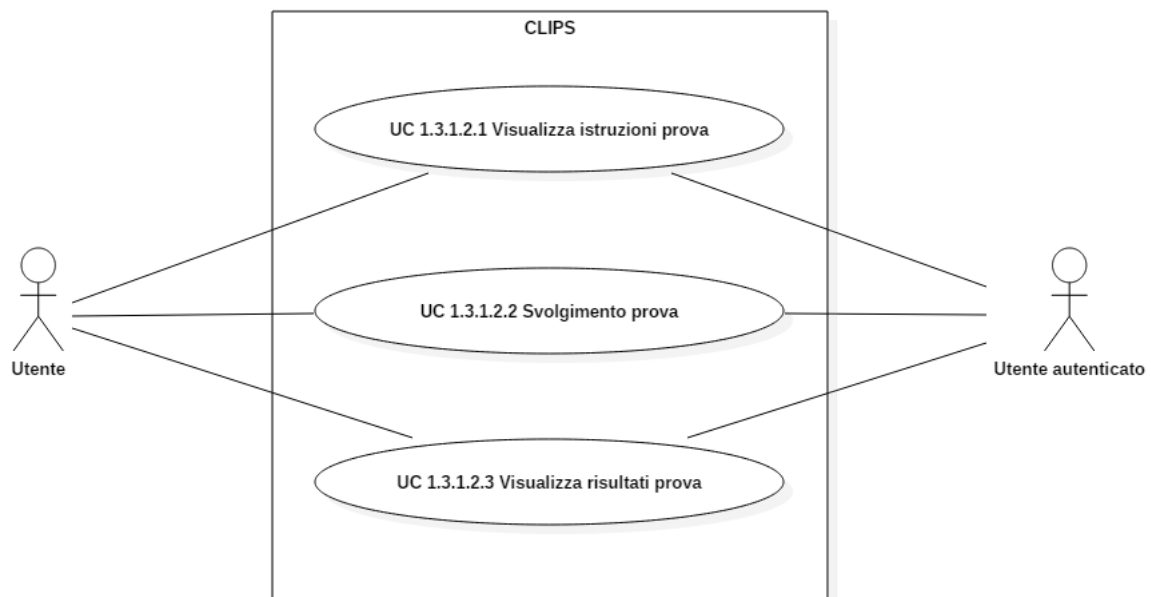 CLIPS
UC 1.3.1.2.1 Visualizza istruzioni prova
UC 1.3.1.2.2 Svolgimento prova
Utente
Utente autenticato
UC 1.3.1.2.3 Visualizza risultati prova